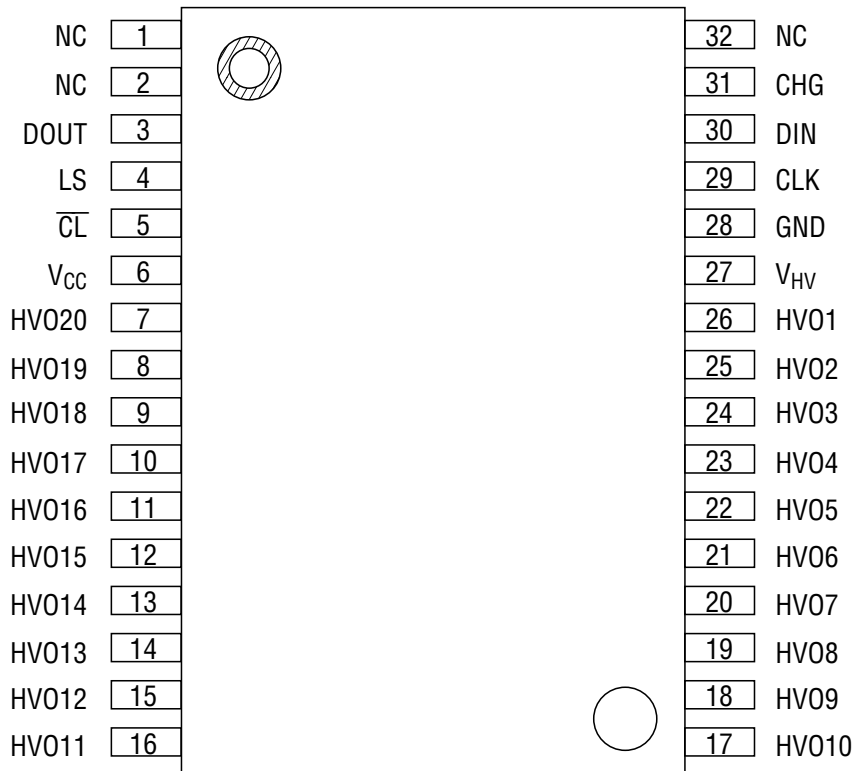 NC 1 32 NC
NC 2 31 CHG
DOUT 3 30 DIN
LS 4 29 CLK
C̅L̅ 5 28 GND
VCC 6 27 VHV
HVO20 7 26 HVO1
HVO19 8 25 HVO2
HVO18 9 24 HVO3
HVO17 10 23 HVO4
HVO16 11 22 HVO5
HVO15 12 21 HVO6
HVO14 13 20 HVO7
HVO13 14 19 HVO8
HVO12 15 18 HVO9
HVO11 16 17 HVO10